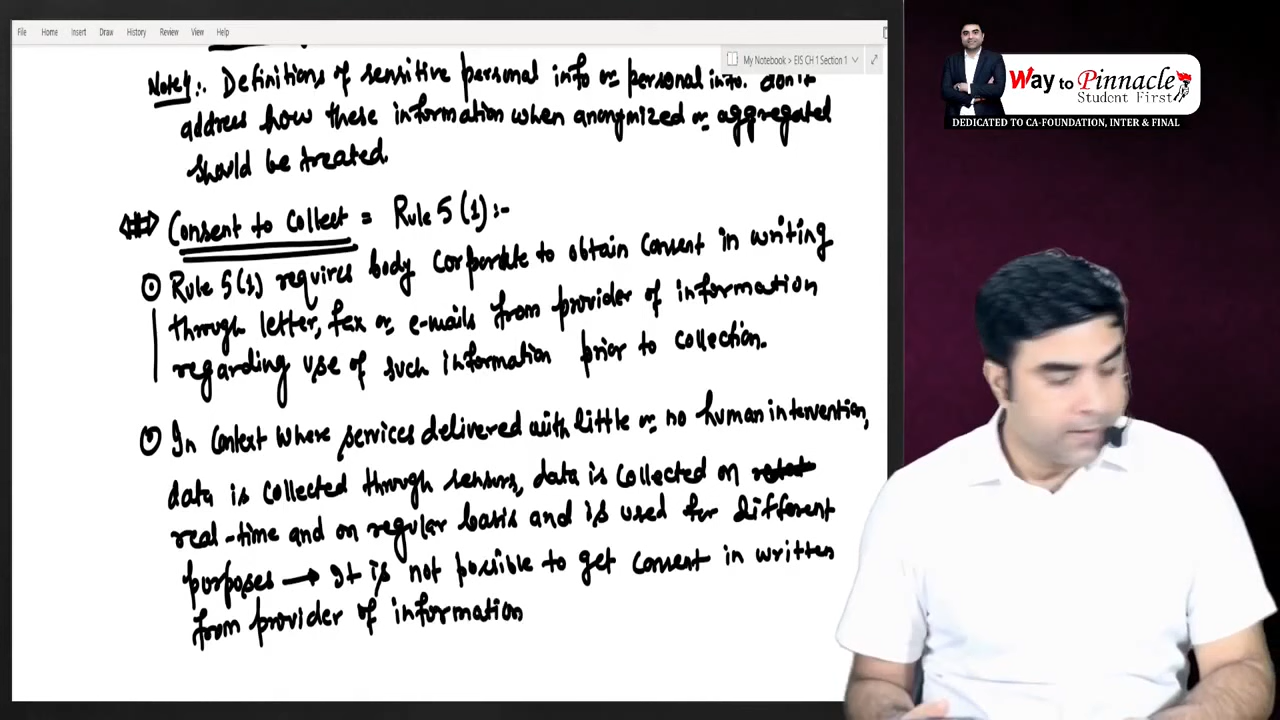 File Home Insert Draw History Review View Help
My Notebook > EIS CH 1 Section 1
Note:. Definitions of sensitive personal info or personal info. don't
address how these information when anonymized or aggregated
should be treated.
Consent to Collect = Rule 5(1):-
Rule 5(1) requires body corporate to obtain consent in writing
through letter, fax or e-mails from provider of information
regarding use of such information prior to collection.
In context where services delivered with little or no human intervention,
data is collected through sensors, data is collected on
real-time and on regular basis and is used for different
purposes → It is not possible to get consent in written
from provider of information
Way to Pinnacle
Student First
DEDICATED TO CA-FOUNDATION, INTER & FINAL